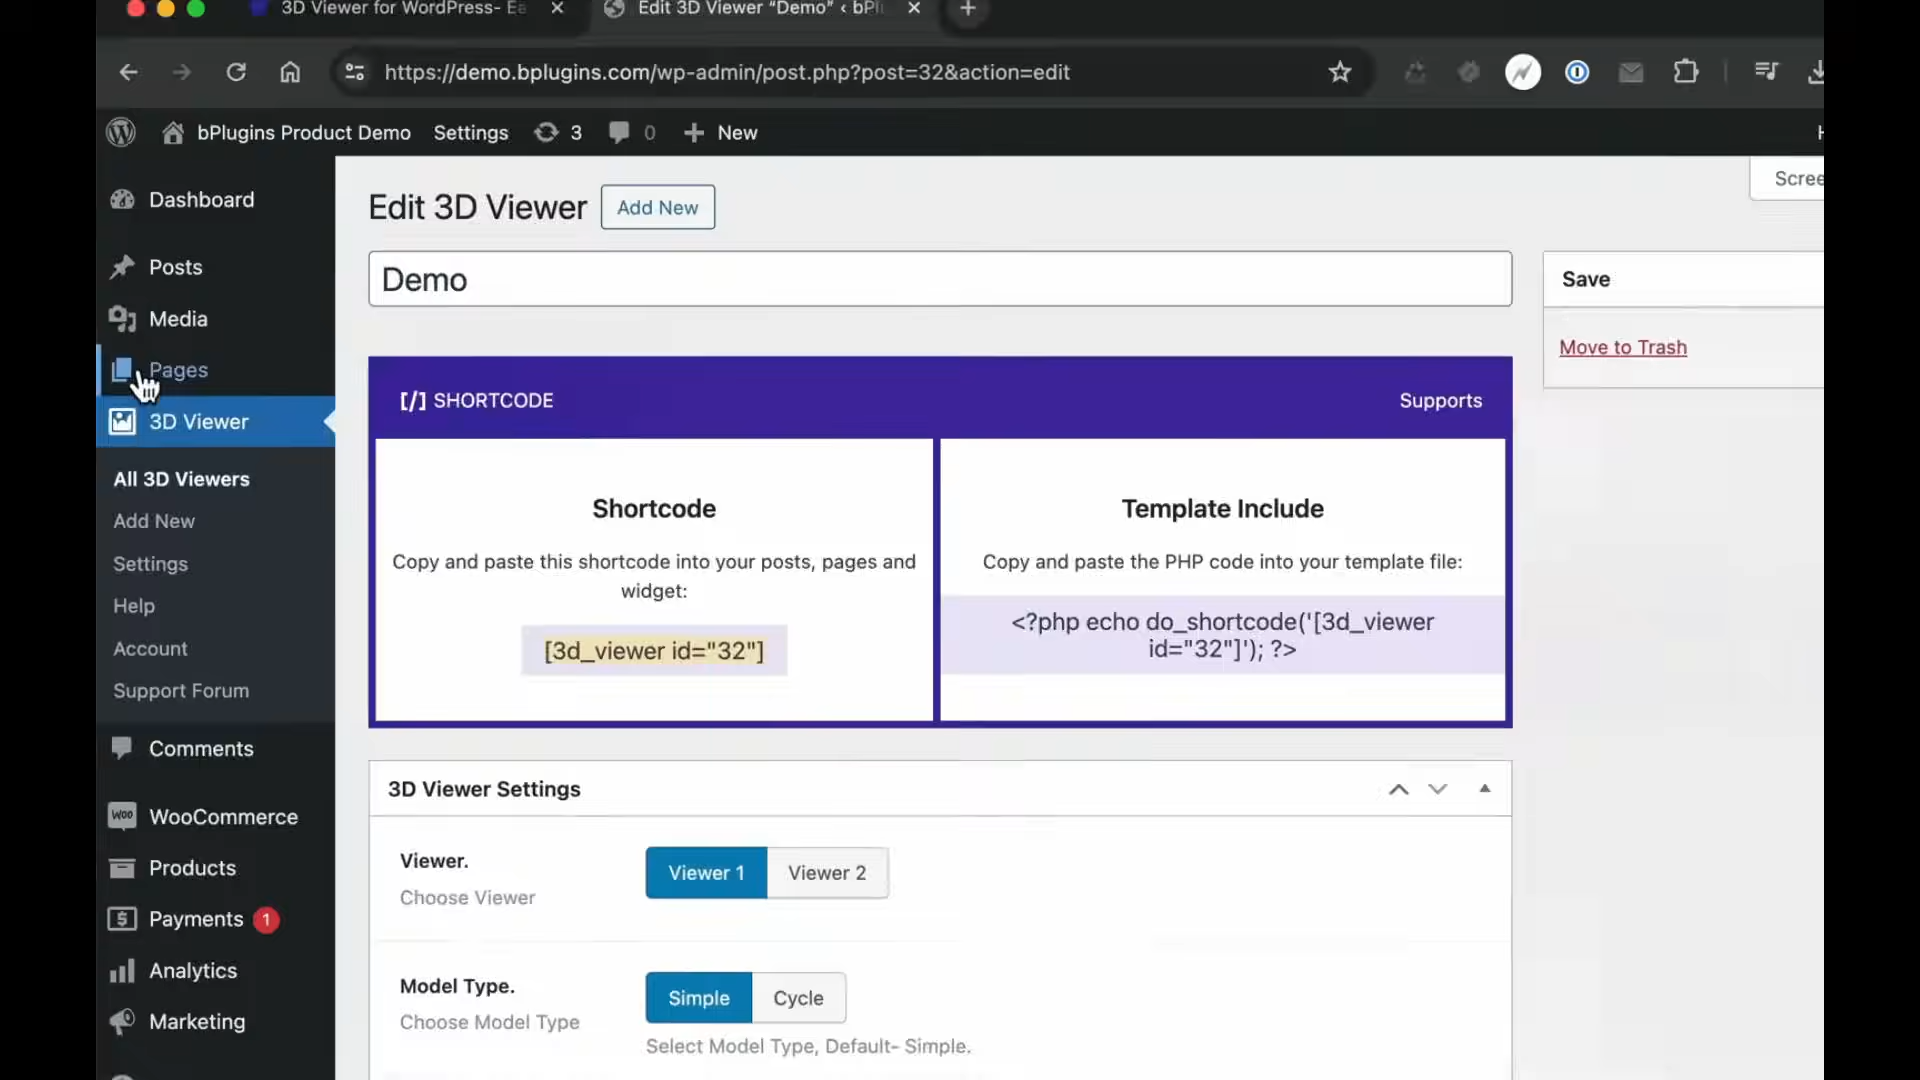 3D Viewer for WordPress- Ea
Edit 3D Viewer “Demo” ‹ bPl
https://demo.bplugins.com/wp-admin/post.php?post=32&action=edit
bPlugins Product Demo Settings 3 0 + New H
Dashboard
Posts
Media
Pages
3D Viewer
All 3D Viewers
Add New
Settings
Help
Account
Support Forum
Comments
WooCommerce
Products
Payments 1
Analytics
Marketing
Scree
Edit 3D Viewer Add New
Demo
Save
Move to Trash
[/] SHORTCODE Supports
Shortcode
Copy and paste this shortcode into your posts, pages and
widget:
[3d_viewer id="32"]
Template Include
Copy and paste the PHP code into your template file:
<?php echo do_shortcode('[3d_viewer
id="32"]'); ?>
3D Viewer Settings
Viewer.
Choose Viewer
Viewer 1 Viewer 2
Model Type.
Choose Model Type
Simple Cycle
Select Model Type, Default- Simple.